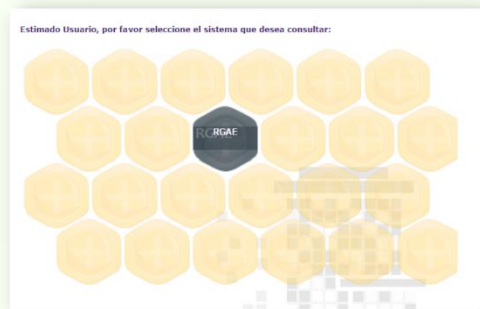 Estimado Usuario, por favor seleccione el sistema que desea consultar:
RGAE